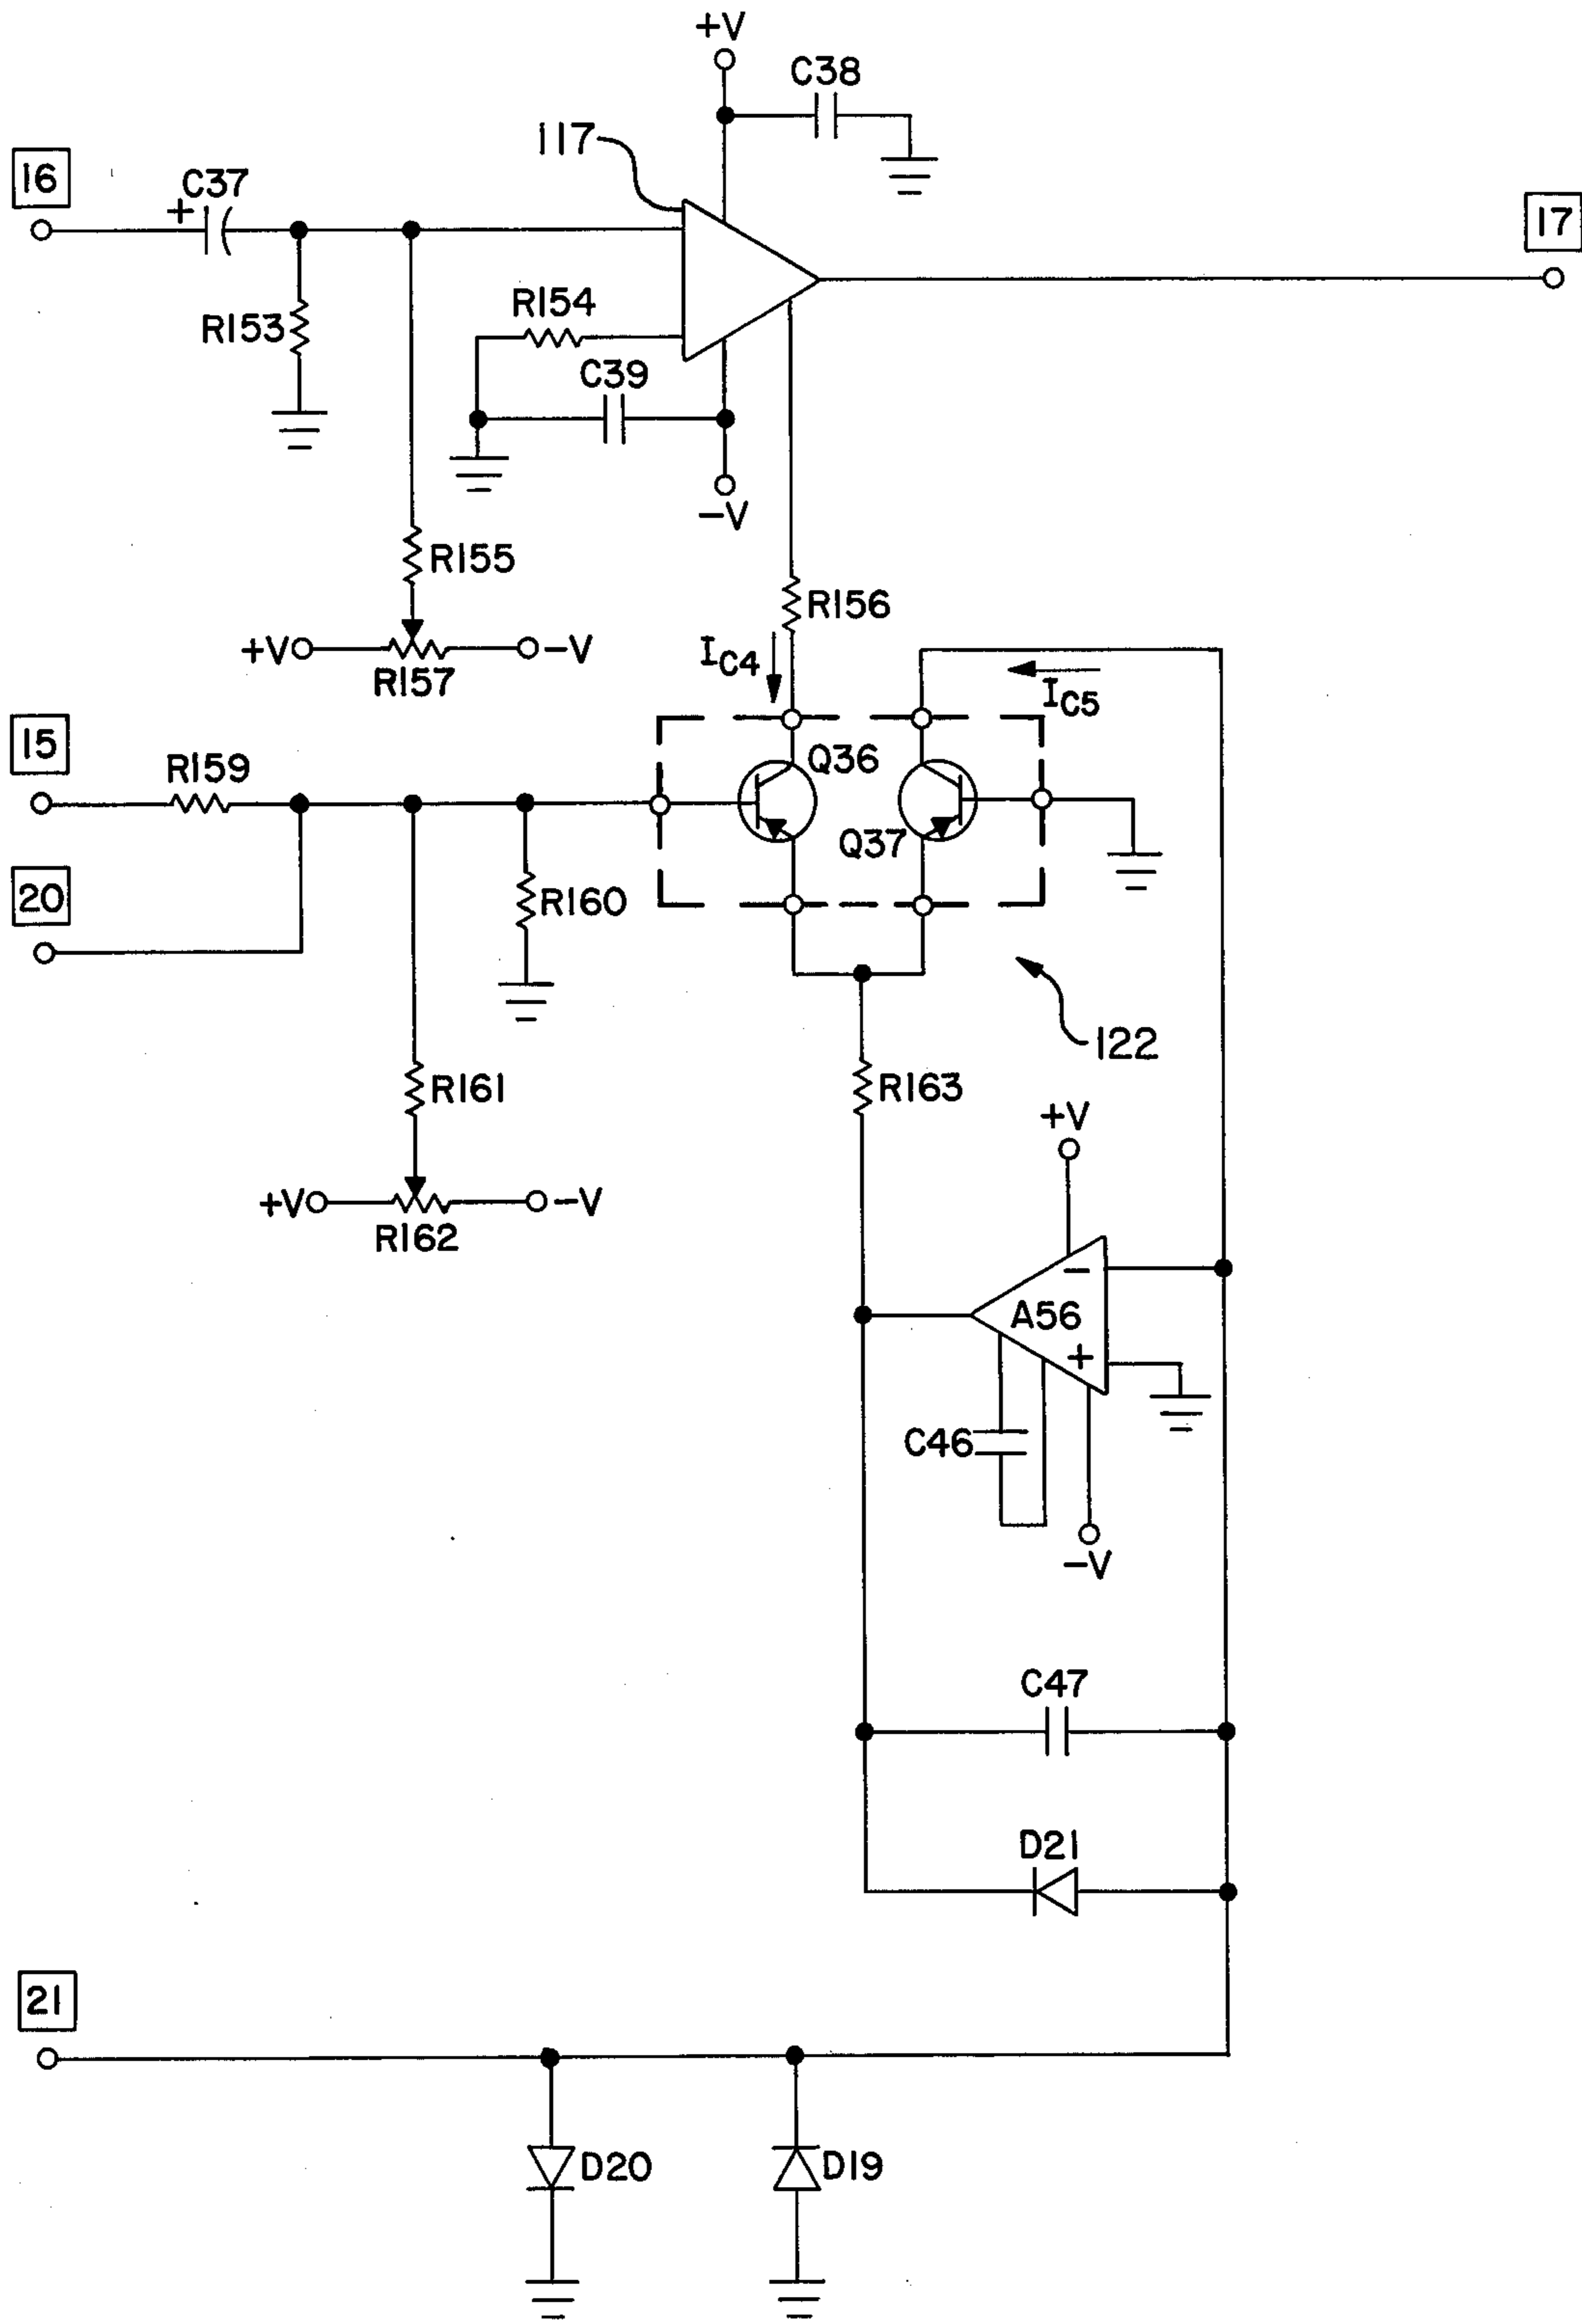 +V
C38
117
16
C37
+
17
R153
R154
C39
-V
R155
R156
+V
-V
R157
IC4
IC5
15
R159
Q36
Q37
20
R160
122
R161
R163
+V
+V
-V
R162
-
A56
+
C46
-V
C47
D21
21
D20
D19